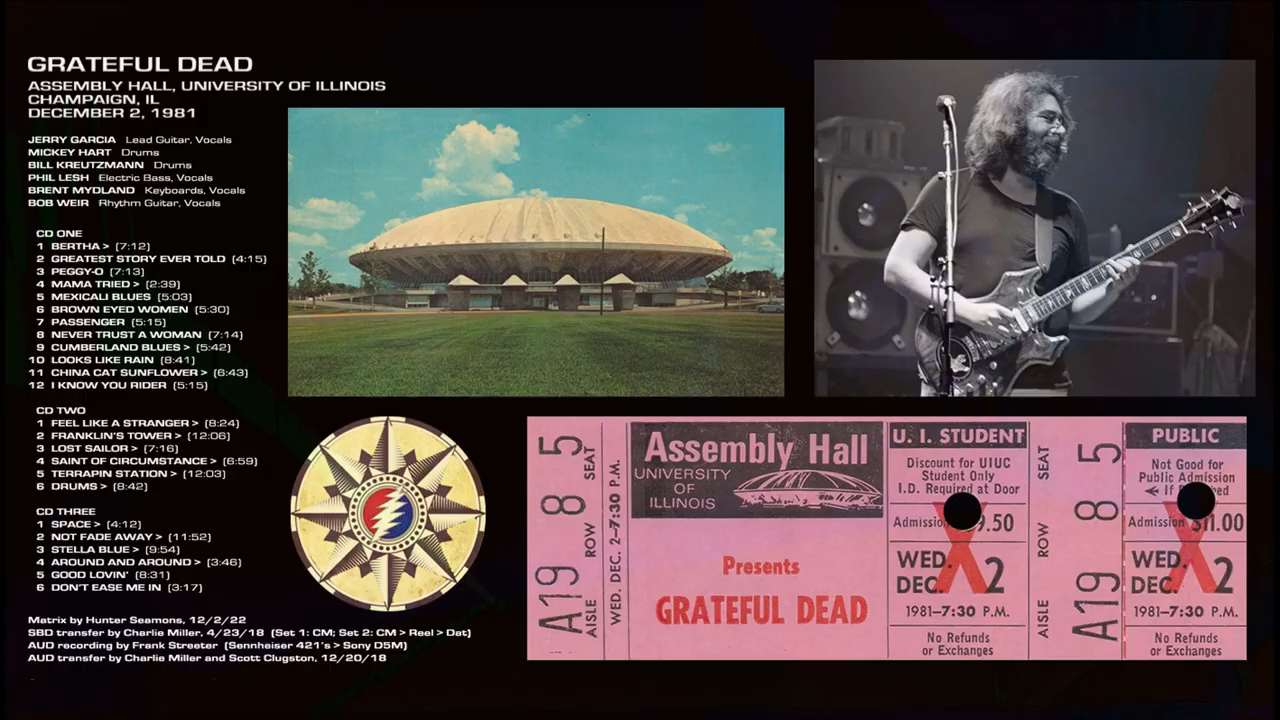 GRATEFUL DEAD
ASSEMBLY HALL, UNIVERSITY OF ILLINOIS
CHAMPAIGN, IL
DECEMBER 2, 1981
JERRY GARCIA Lead Guitar, Vocals
MICKEY HART Drums
BILL KREUTZMANN Drums
PHIL LESH Electric Bass, Vocals
BRENT MYDLAND Keyboards, Vocals
BOB WEIR Rhythm Guitar, Vocals
CD ONE
1 BERTHA > (7:12)
2 GREATEST STORY EVER TOLD (4:15)
3 PEGGY-O (7:13)
4 MAMA TRIED > (2:39)
5 MEXICALI BLUES (5:03)
6 BROWN EYED WOMEN (5:30)
7 PASSENGER (5:15)
8 NEVER TRUST A WOMAN (7:14)
9 CUMBERLAND BLUES > (5:42)
10 LOOKS LIKE RAIN (8:41)
11 CHINA CAT SUNFLOWER > (6:43)
12 I KNOW YOU RIDER (5:15)
CD TWO
1 FEEL LIKE A STRANGER > (8:24)
2 FRANKLIN'S TOWER > (12:06)
3 LOST SAILOR > (7:16)
4 SAINT OF CIRCUMSTANCE > (6:59)
5 TERRAPIN STATION > (12:03)
6 DRUMS > (8:42)
CD THREE
1 SPACE > (4:12)
2 NOT FADE AWAY > (11:52)
3 STELLA BLUE > (9:54)
4 AROUND AND AROUND > (3:46)
5 GOOD LOVIN' (8:31)
6 DON'T EASE ME IN (3:17)
Matrix by Hunter Seamons, 12/2/22
SBD transfer by Charlie Miller, 4/23/18 (Set 1: CM; Set 2: CM > Reel > Dat)
AUD recording by Frank Streeter (Sennheiser 421's > Sony D5M)
AUD transfer by Charlie Miller and Scott Clugston, 12/20/18
A19 8 5
AISLE ROW SEAT
WED. DEC. 2–7:30 P.M.
Assembly Hall
UNIVERSITY
OF
ILLINOIS
Presents
GRATEFUL DEAD
U. I. STUDENT
Discount for UIUC
Student Only
I.D. Required at Door
Admission 9.50
WED.
DEC. 2
1981–7:30 P.M.
No Refunds
or Exchanges
AISLE ROW SEAT
A19 8 5
PUBLIC
Not Good for
Public Admission
If
Admission $11.00
WED.
DEC. 2
1981–7:30 P.M.
No Refunds
or Exchanges